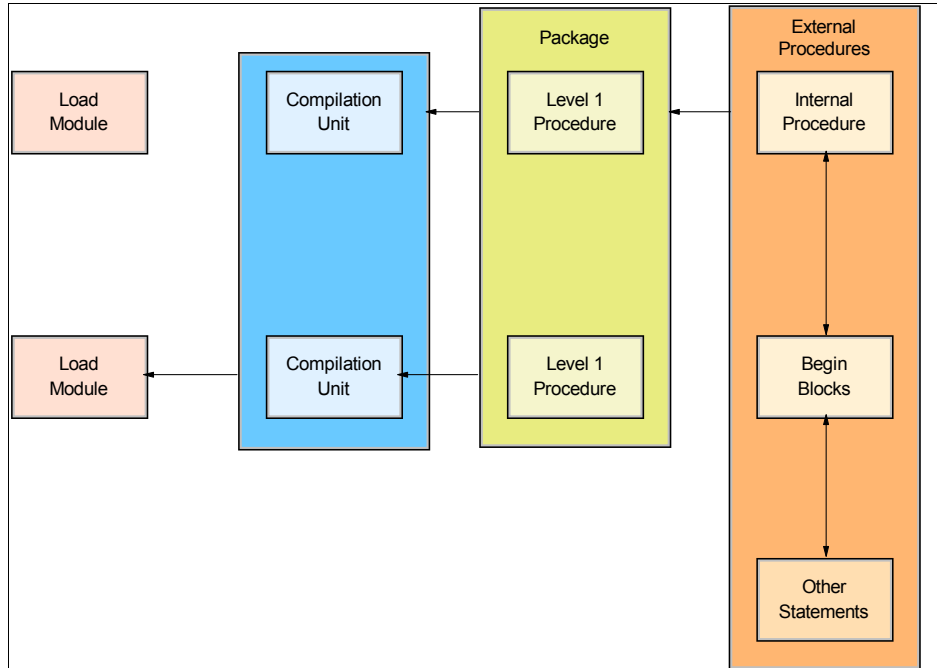 Package
External
Procedures
Load
Module
Compilation
Unit
Level 1
Procedure
Internal
Procedure
Load
Module
Compilation
Unit
Level 1
Procedure
Begin
Blocks
Other
Statements